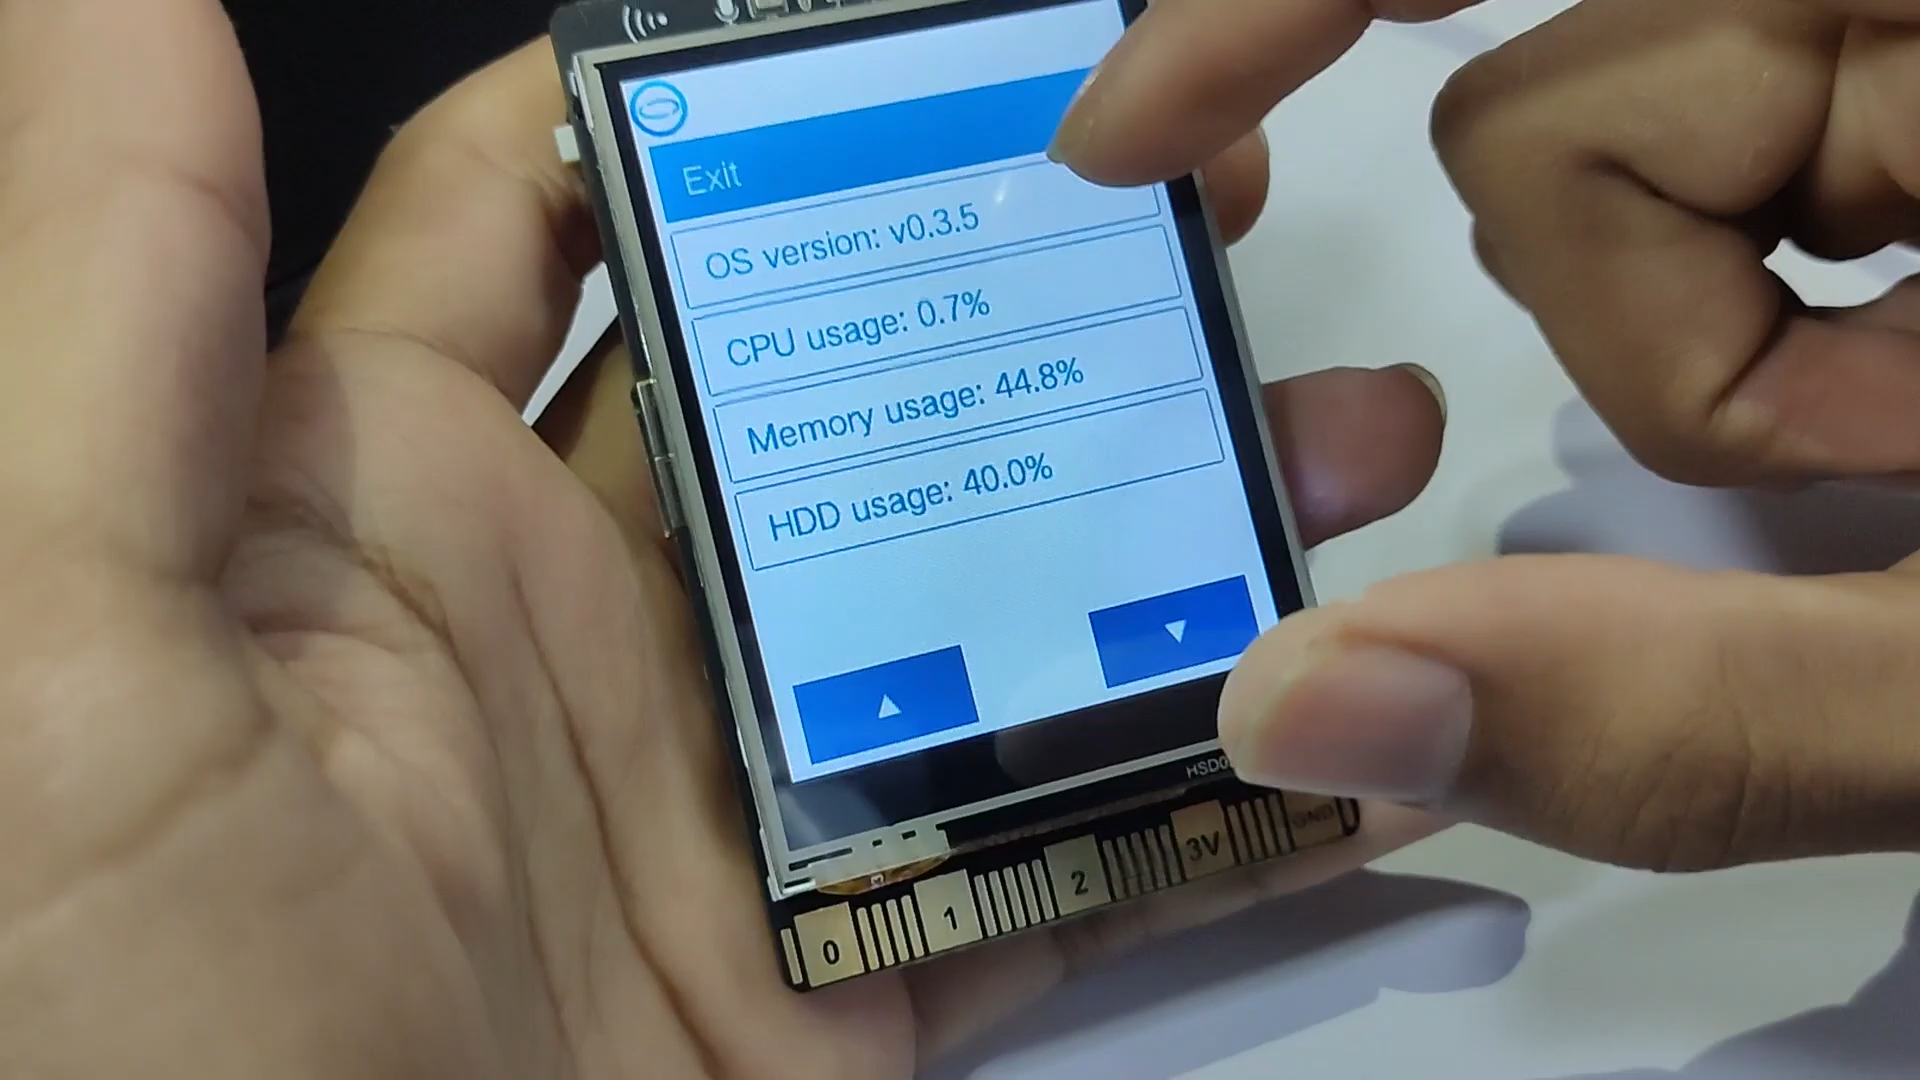 Exit
OS version: v0.3.5
CPU usage: 0.7%
Memory usage: 44.8%
HDD usage: 40.0%
0 1 2 3V GND